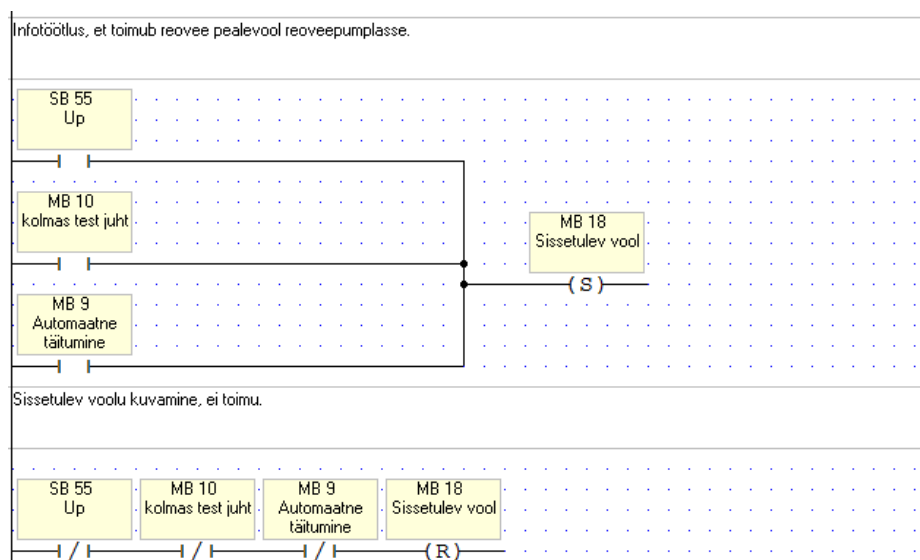 Infotöötlus, et toimub reovee pealevool reoveepumplasse.
SB 55
Up
MB 10
kolmas test juht
MB 18
Sissetulev vool
(S)
MB 9
Automaatne
täitumine
Sissetulev voolu kuvamine, ei toimu.
SB 55
Up
MB 10
kolmas test juht
MB 9
Automaatne
täitumine
MB 18
Sissetulev vool
(R)